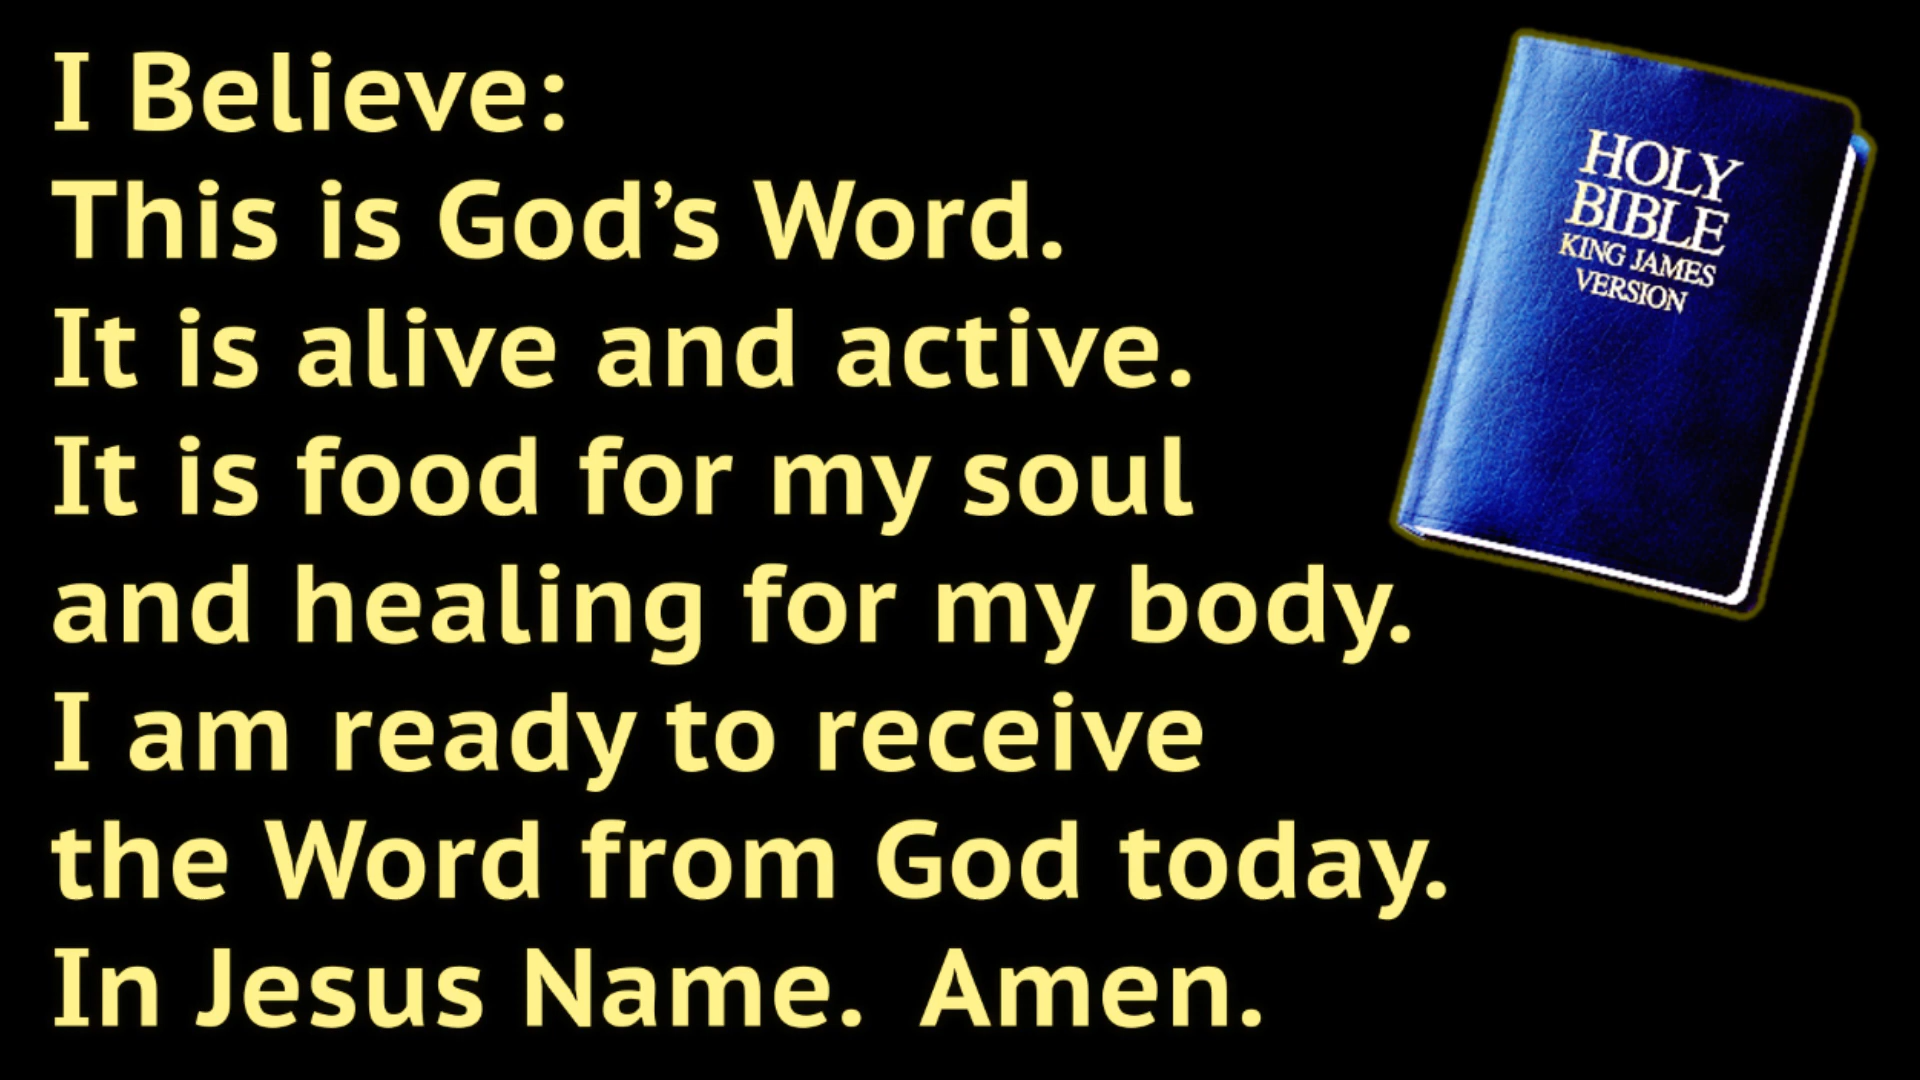 I Believe:
This is God’s Word.
It is alive and active.
It is food for my soul
and healing for my body.
I am ready to receive
the Word from God today.
In Jesus Name.  Amen.
HOLY
BIBLE
KING JAMES
VERSION